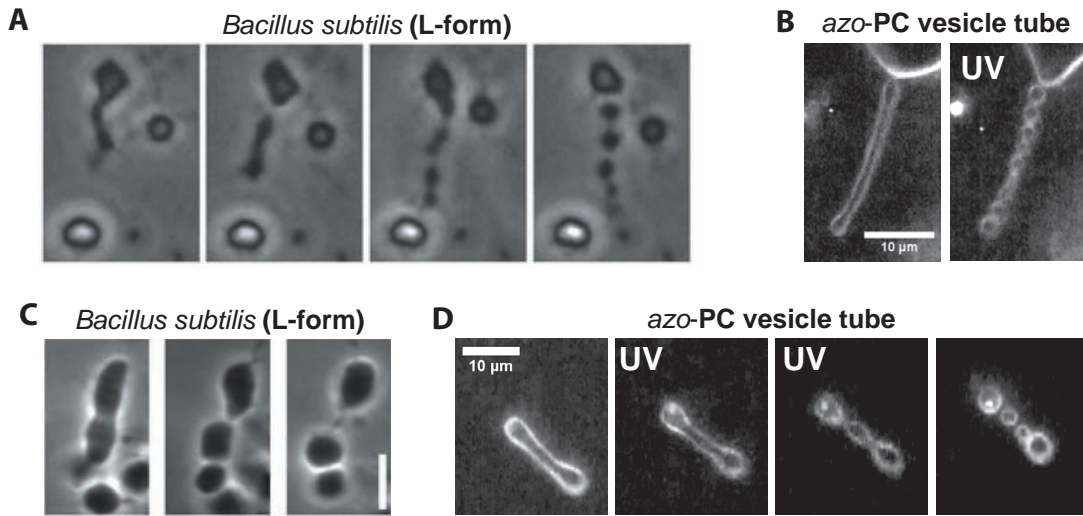 A
Bacillus subtilis (L-form)
B
azo-PC vesicle tube
UV
10 µm
C
Bacillus subtilis (L-form)
D
azo-PC vesicle tube
10 µm
UV
UV